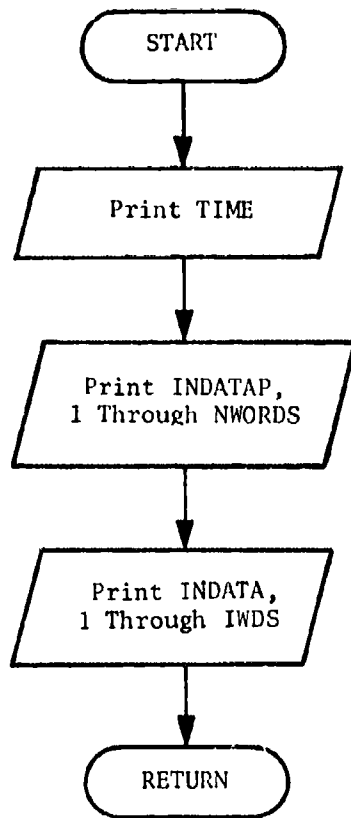 START
Print TIME
Print INDATAP,
1 Through NWORDS
Print INDATA,
1 Through IWDS
RETURN